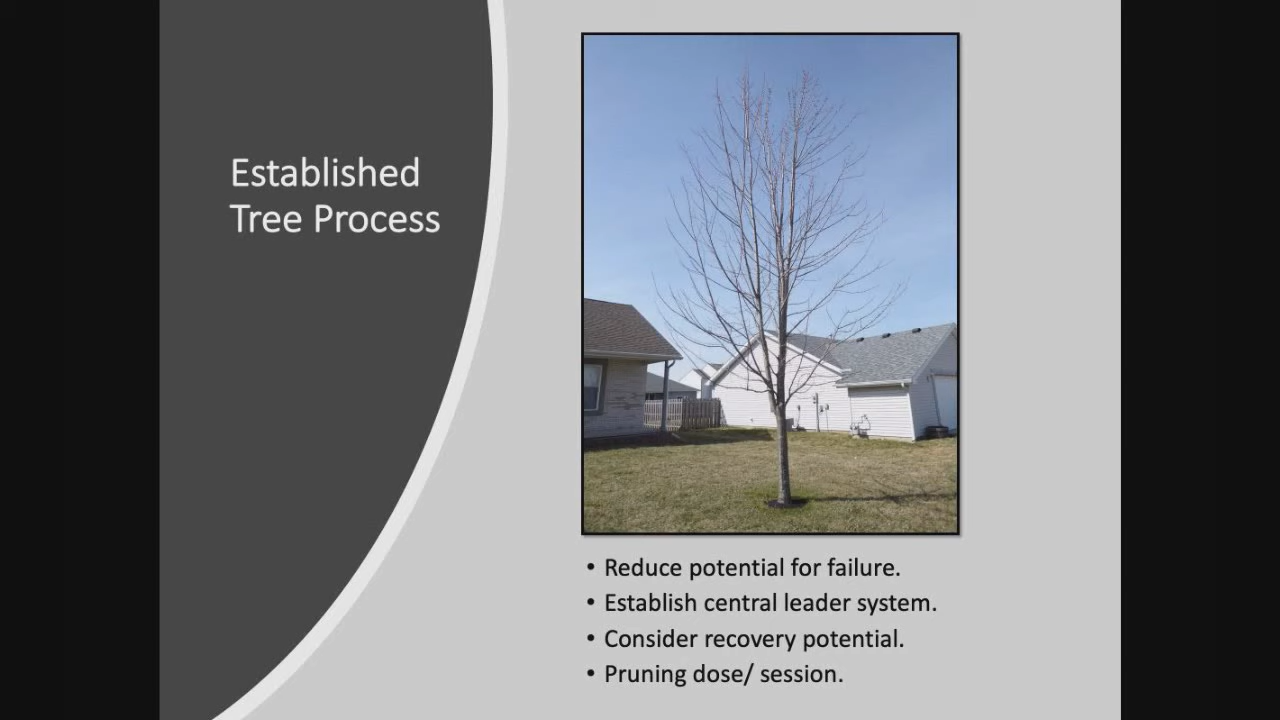 Established
Tree Process
• Reduce potential for failure.
• Establish central leader system.
• Consider recovery potential.
• Pruning dose/ session.